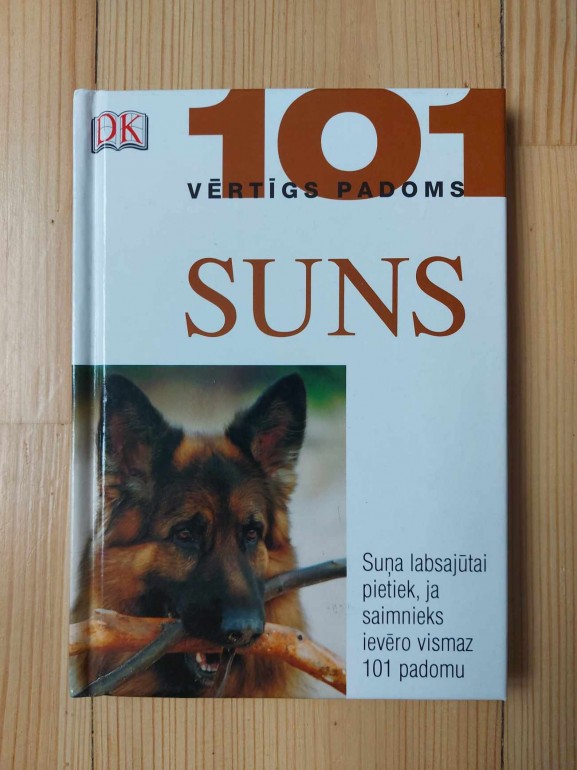 DK
101
VĒRTĪGS PADOMS
SUNS
Suņa labsajūtai
pietiek, ja
saimnieks
ievēro vismaz
101 padomu